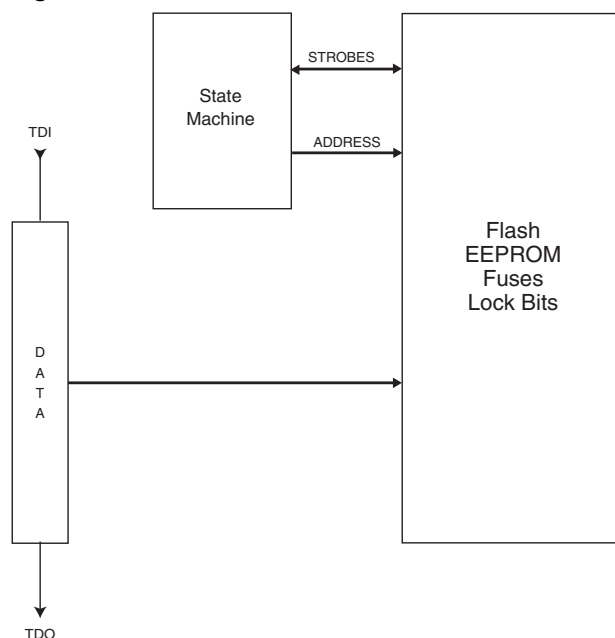 STROBES
State
Machine
ADDRESS
TDI
Flash
EEPROM
Fuses
Lock Bits
D
A
T
A
TDO